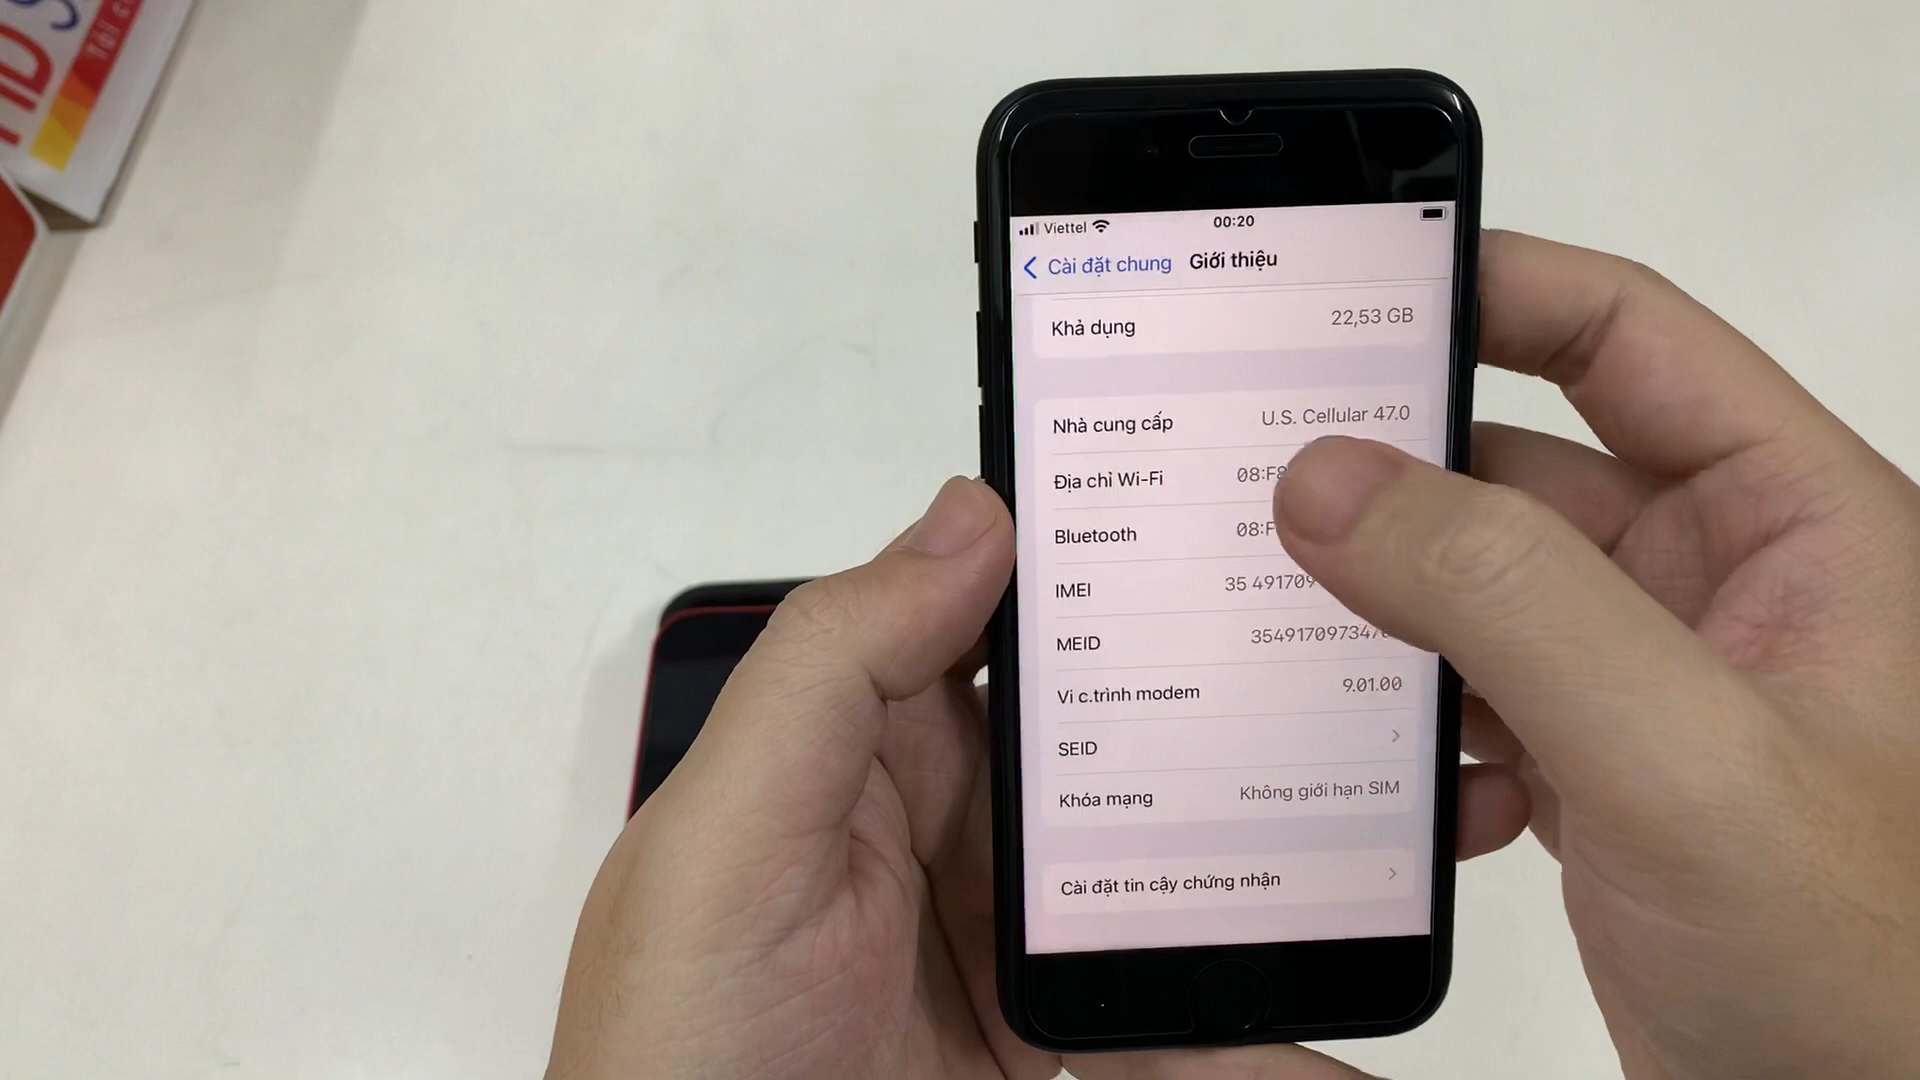 Tải c
Viettel 00:20
Cài đặt chung Giới thiệu
Khả dụng 22,53 GB
Nhà cung cấp U.S. Cellular 47.0
Địa chỉ Wi-Fi 08:F8
Bluetooth 08:F
IMEI 35 491709
MEID 354917097347
Vi c.trình modem 9.01.00
SEID
Khóa mạng Không giới hạn SIM
Cài đặt tin cậy chứng nhận